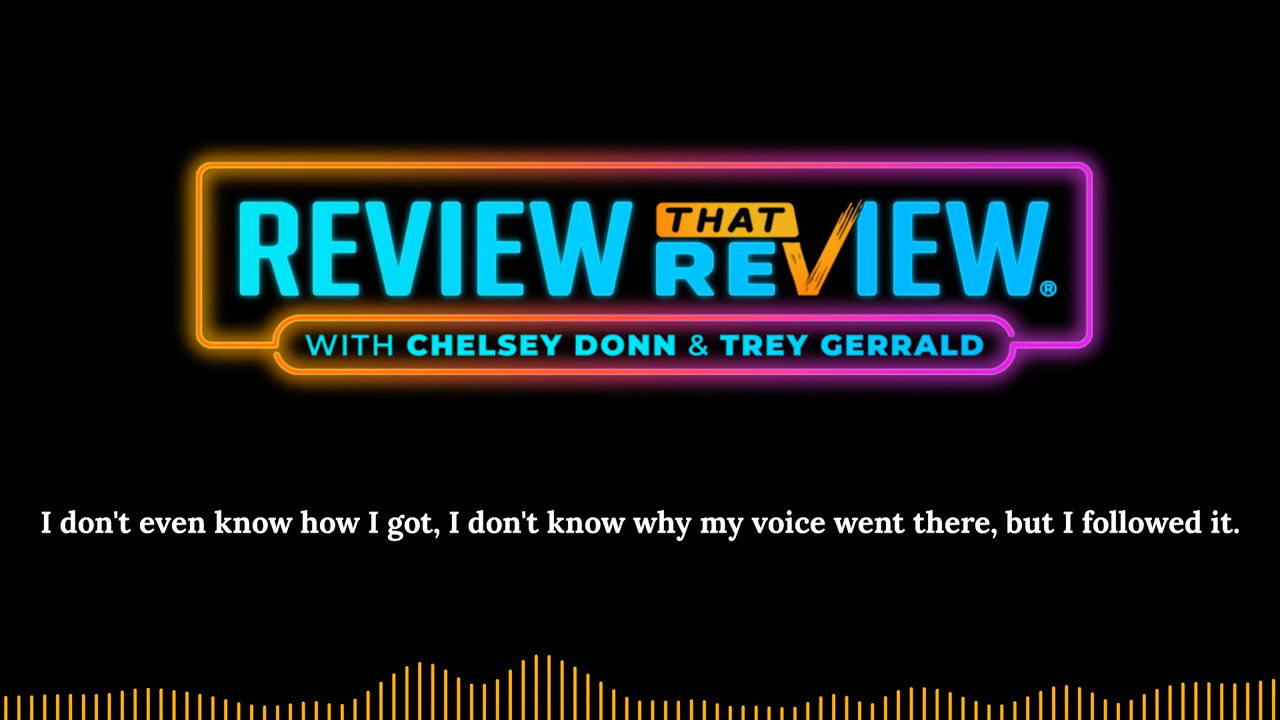 REVIEW THAT REVIEW®
WITH CHELSEY DONN & TREY GERRALD
I don't even know how I got, I don't know why my voice went there, but I followed it.